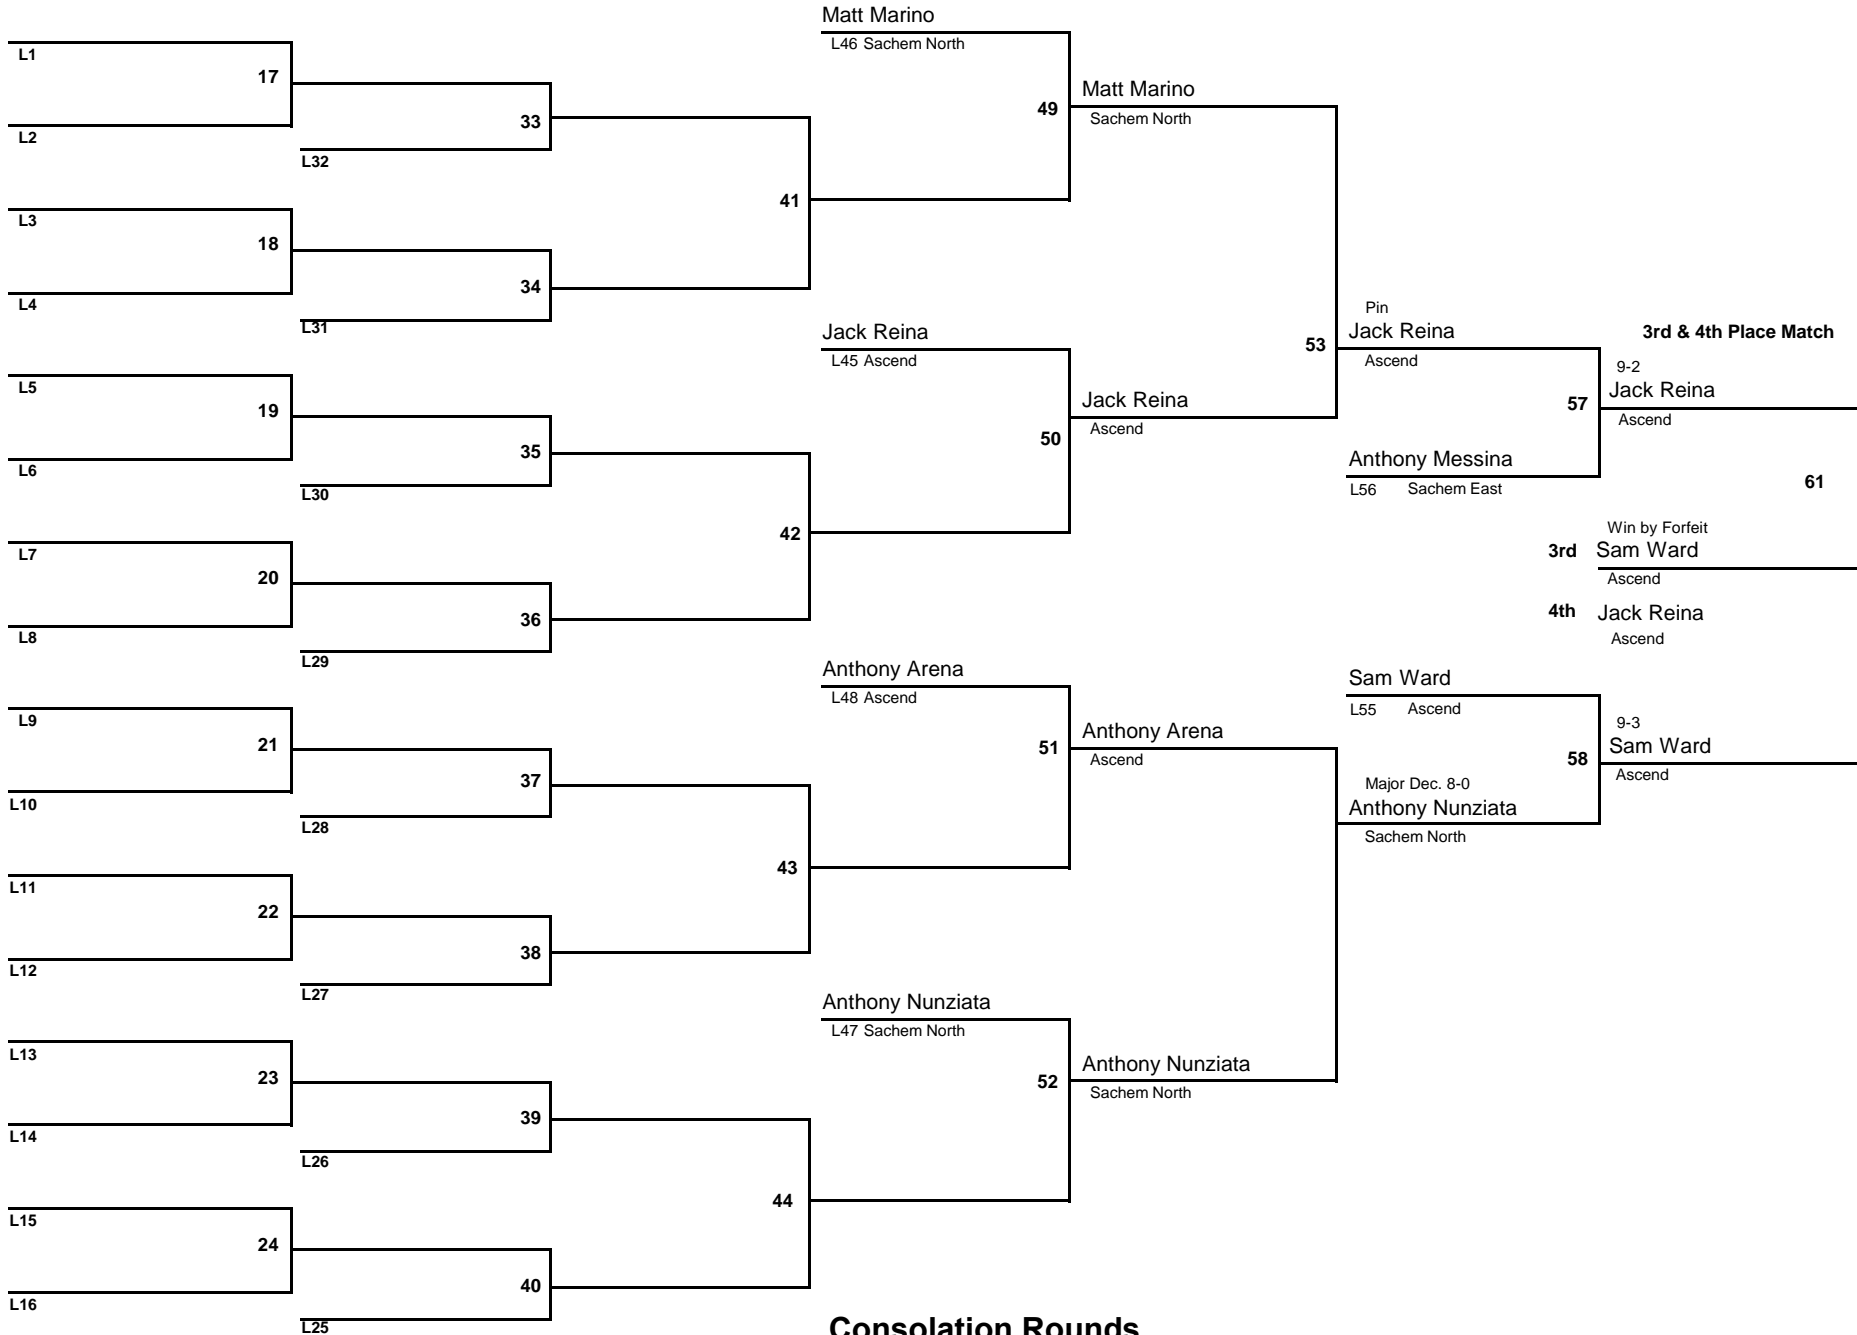 L1
17
L2
33
L32
L3
18
L4
34
L31
41
L5
19
L6
35
L30
L7
20
L8
36
L29
42
L9
21
L10
37
L28
L11
22
L12
38
L27
43
L13
23
L14
39
L26
L15
24
L16
40
L25
44
Matt Marino
L46 Sachem North
49
Jack Reina
L45 Ascend
50
Anthony Arena
L48 Ascend
51
Anthony Nunziata
L47 Sachem North
52
Matt Marino
Sachem North
53
Jack Reina
Ascend
Anthony Arena
Ascend
Anthony Nunziata
Sachem North
Pin
Jack Reina
Ascend
57
Anthony Messina
L56 Sachem East
Sam Ward
L55 Ascend
58
Major Dec. 8-0
Anthony Nunziata
Sachem North
3rd & 4th Place Match
9-2
Jack Reina
Ascend
61
Win by Forfeit
3rd Sam Ward
Ascend
4th Jack Reina
Ascend
9-3
Sam Ward
Ascend
Consolation Rounds